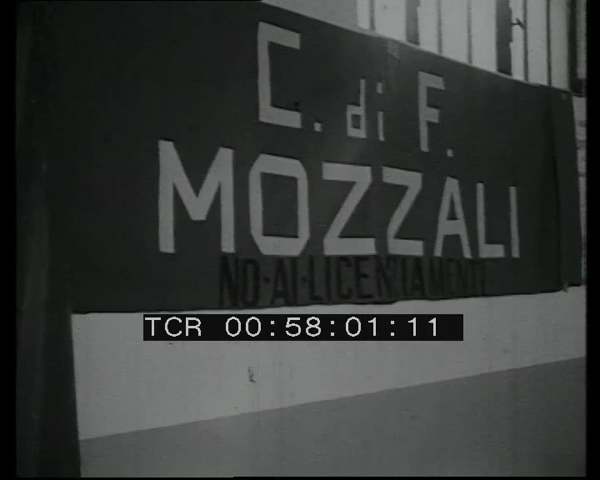 C. di F.
MOZZALI
NO·AI·LICENZIAMENTI
TCR 00:58:01:11